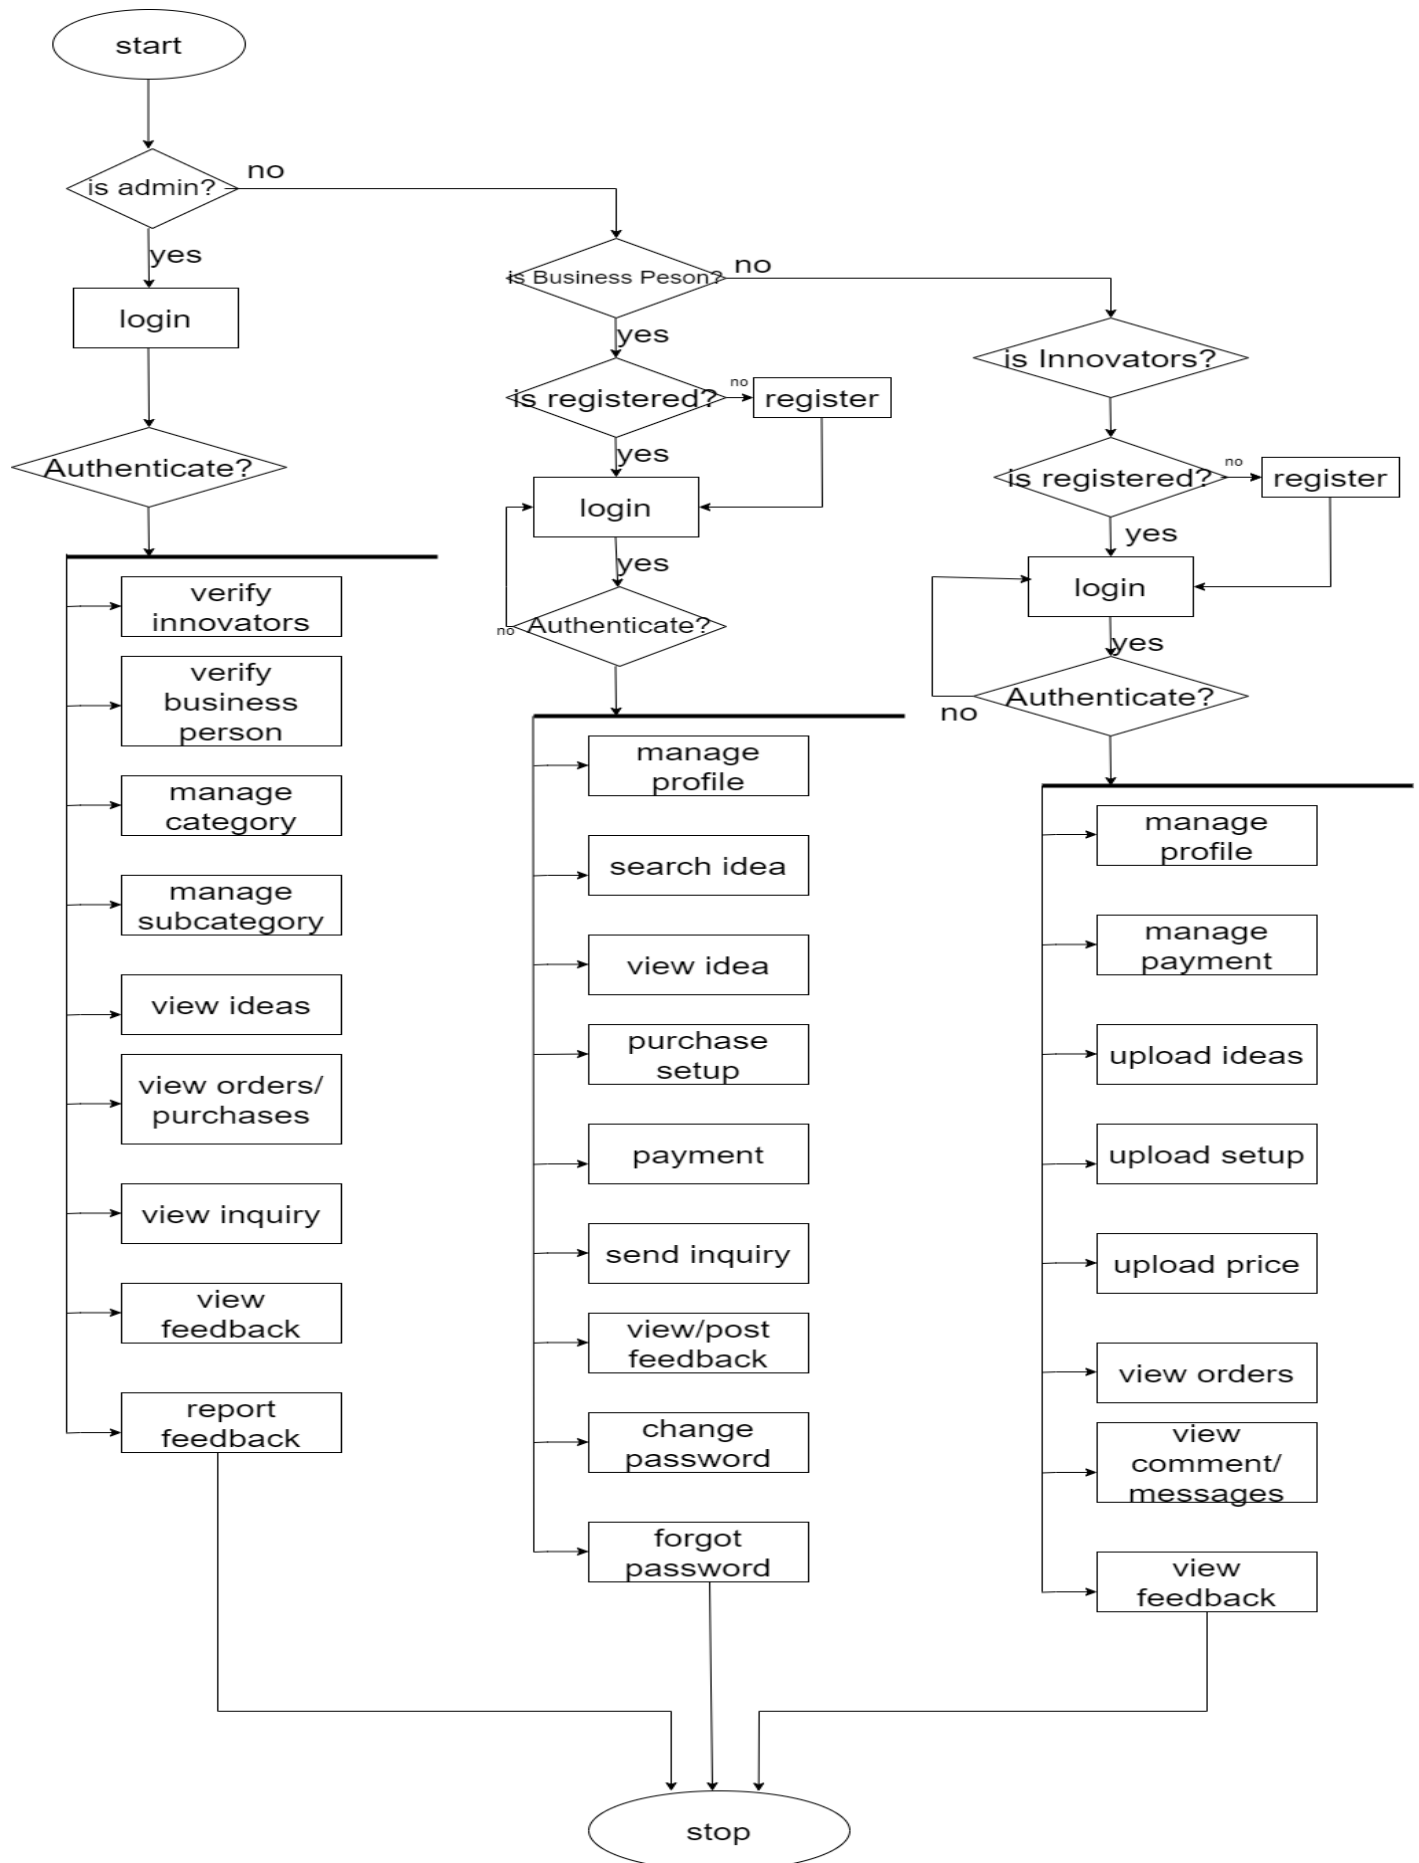 start
is admin?
no
yes
login
Authenticate?
verify
innovators
verify
business
person
manage
category
manage
subcategory
view ideas
view orders/
purchases
view inquiry
view
feedback
report
feedback
is Business Peson?
no
yes
is registered?
no
register
yes
login
yes
no
Authenticate?
manage
profile
search idea
view idea
purchase
setup
payment
send inquiry
view/post
feedback
change
password
forgot
password
is Innovators?
is registered?
no
register
yes
login
yes
Authenticate?
no
manage
profile
manage
payment
upload ideas
upload setup
upload price
view orders
view
comment/
messages
view
feedback
stop